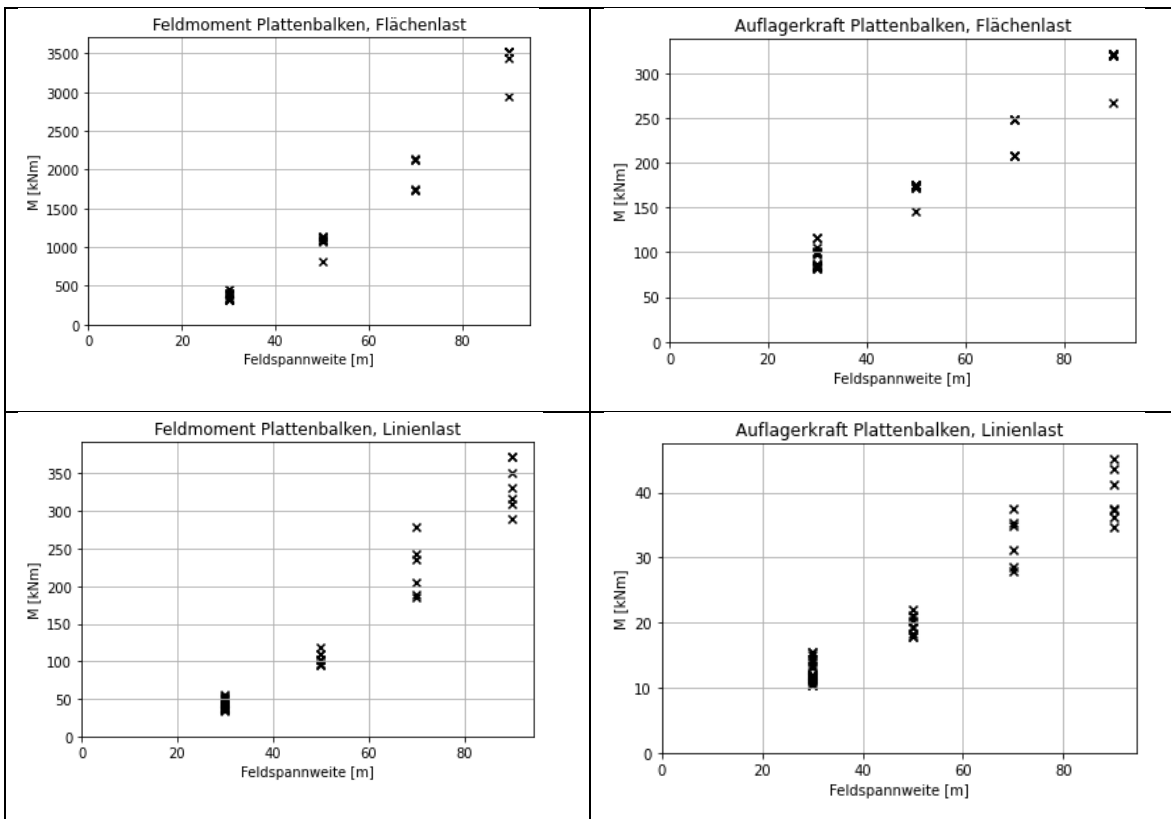 Feldmoment Plattenbalken, Flächenlast
3500
3000
2500
2000
1500
1000
500
0
M [kNm]
0 20 40 60 80
Feldspannweite [m]
Auflagerkraft Plattenbalken, Flächenlast
300
250
200
150
100
50
0
M [kNm]
0 20 40 60 80
Feldspannweite [m]
Feldmoment Plattenbalken, Linienlast
350
300
250
200
150
100
50
0
M [kNm]
0 20 40 60 80
Feldspannweite [m]
Auflagerkraft Plattenbalken, Linienlast
40
30
20
10
0
M [kNm]
0 20 40 60 80
Feldspannweite [m]